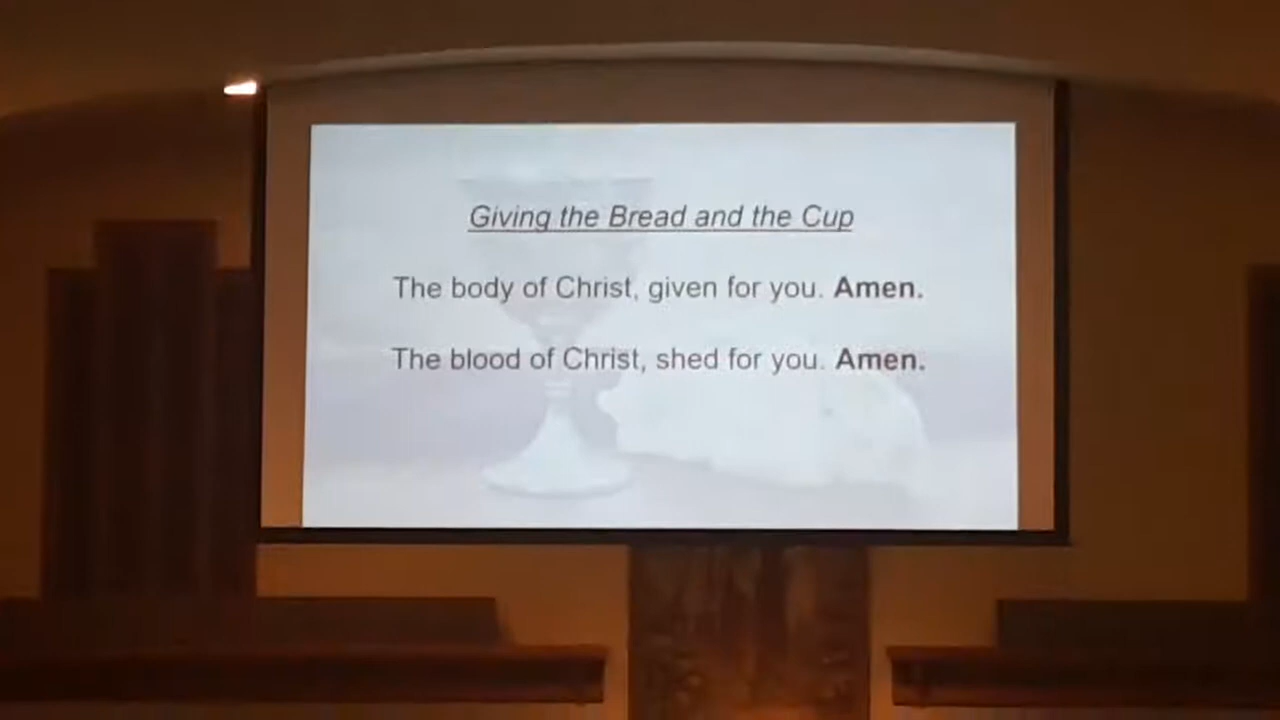 Giving the Bread and the Cup
The body of Christ, given for you. Amen.
The blood of Christ, shed for you. Amen.